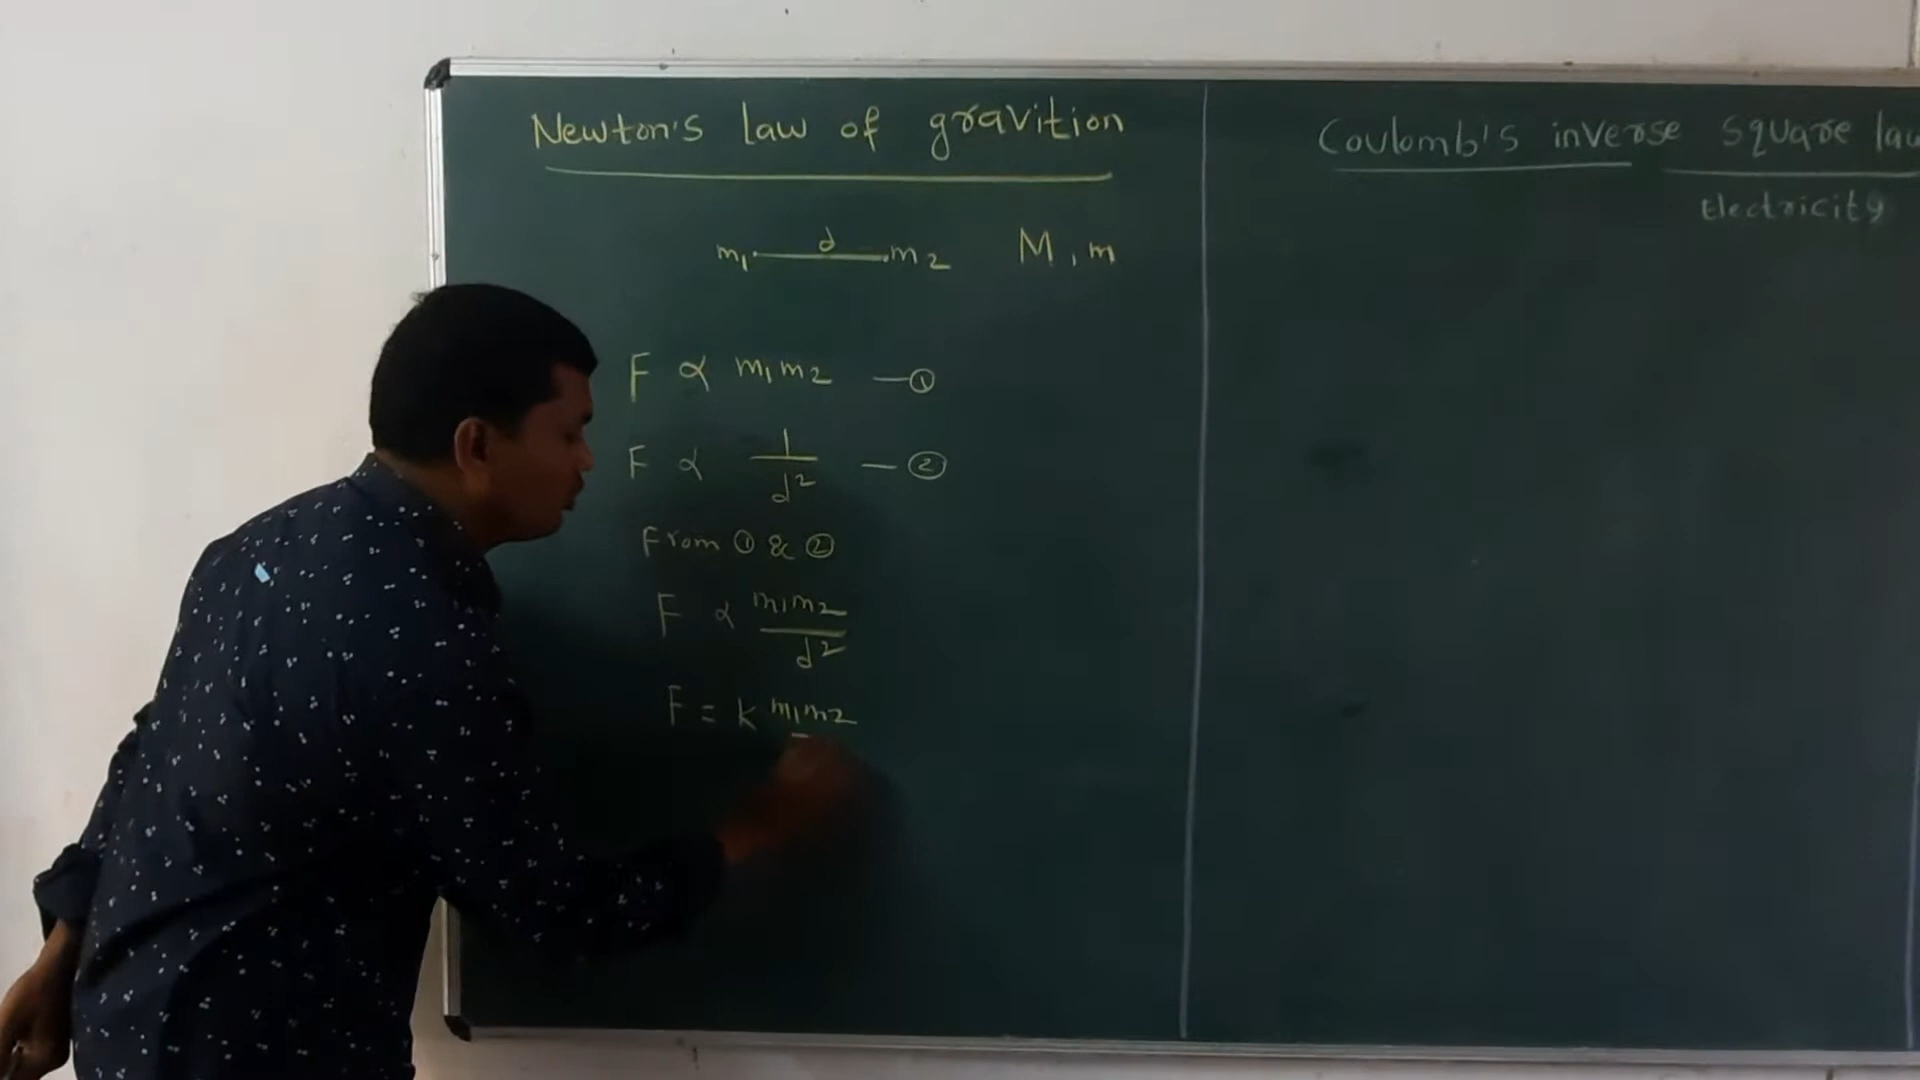 Newton's law of gravition
m1 d m2 M, m
F ∝ m1m2 — ①
F ∝ 1/d² — ②
From ① & ②
F ∝ m1m2/d²
F = K m1m2
Coulomb's inverse square law
Electricity